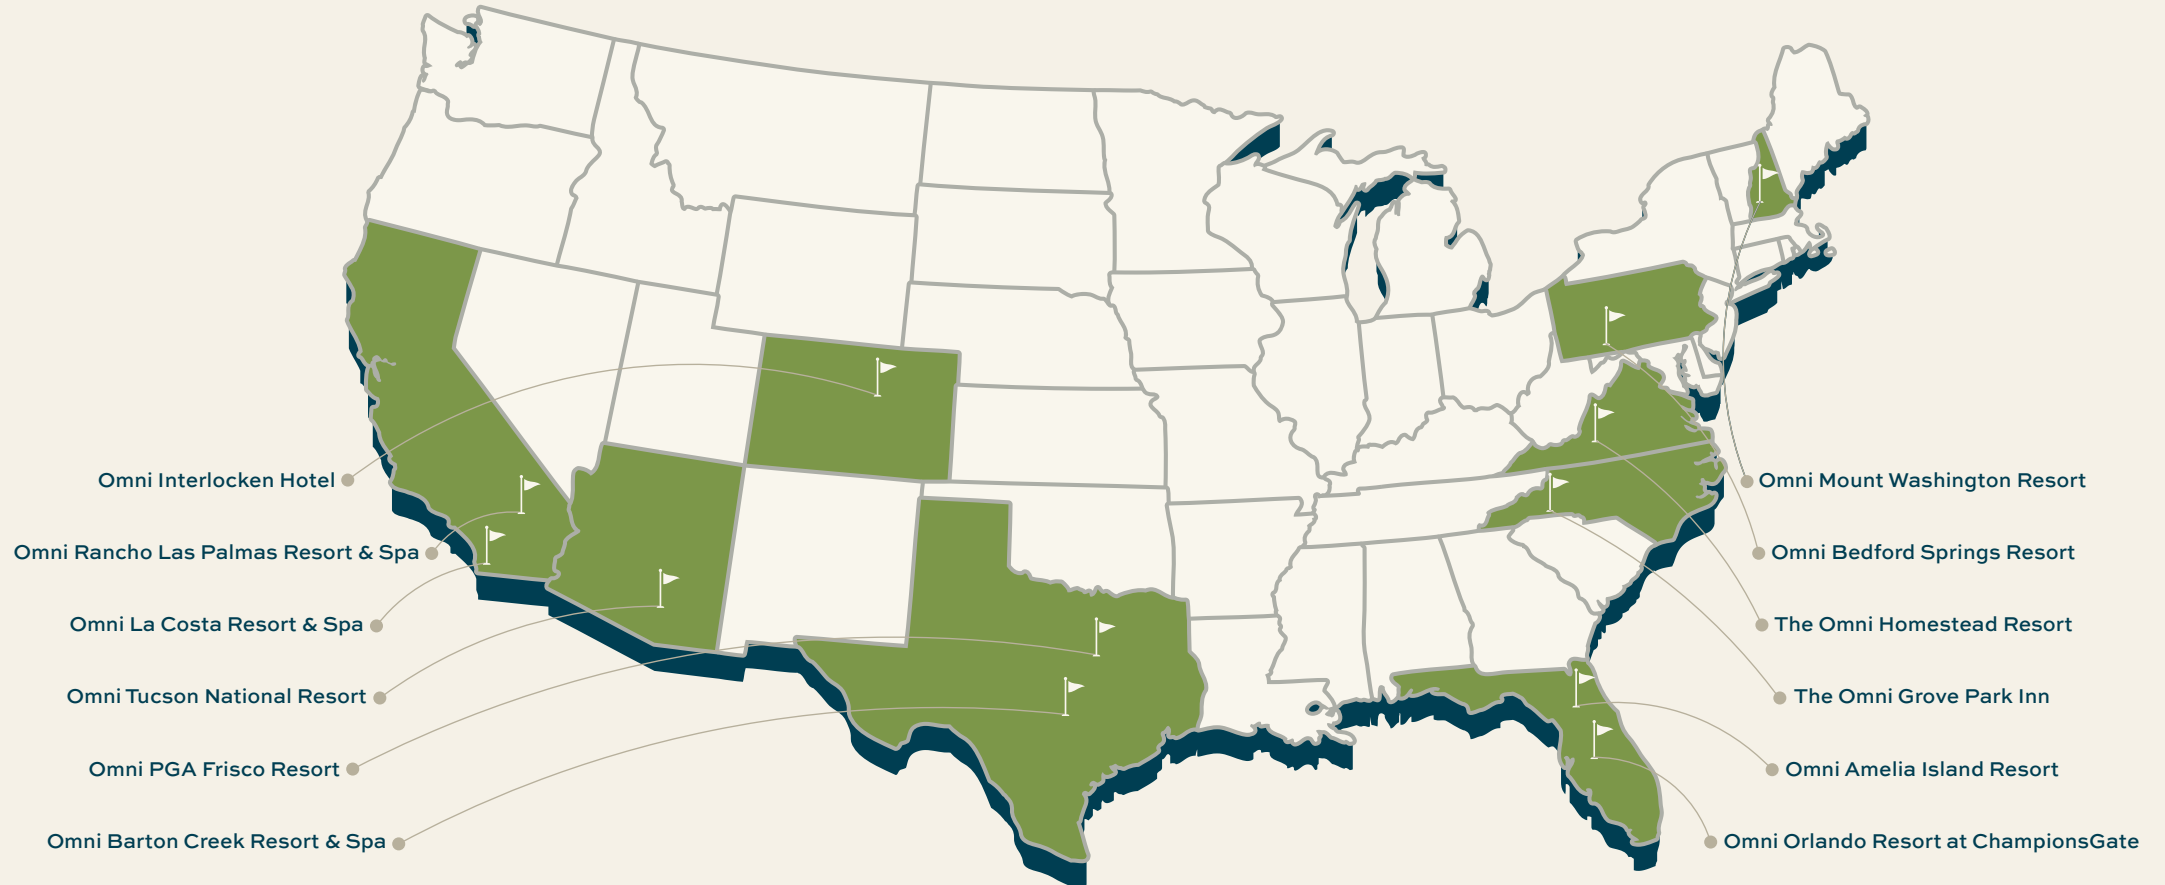 Omni Interlocken Hotel
Omni Rancho Las Palmas Resort & Spa
Omni La Costa Resort & Spa
Omni Tucson National Resort
Omni PGA Frisco Resort
Omni Barton Creek Resort & Spa
Omni Mount Washington Resort
Omni Bedford Springs Resort
The Omni Homestead Resort
The Omni Grove Park Inn
Omni Amelia Island Resort
Omni Orlando Resort at ChampionsGate